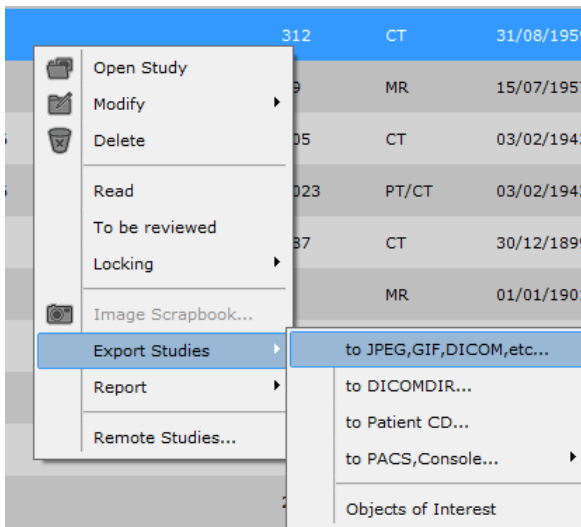 312 CT 31/08/1959
Open Study
9 MR 15/07/195
Modify
Delete
05 CT 03/02/194
Read
023 PT/CT 03/02/194
To be reviewed
87 CT 30/12/189
Locking
MR 01/01/190
Image Scrapbook...
Export Studies
to JPEG,GIF,DICOM,etc...
Report
to DICOMDIR...
to Patient CD...
Remote Studies...
to PACS,Console...
Objects of Interest